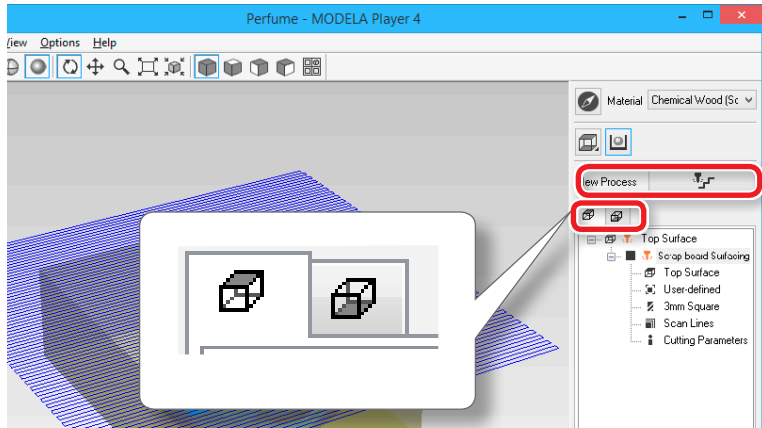 Perfume - MODELA Player 4
/iew Options Help
Material Chemical Wood (Sc
lew Process
Top Surface
Scrap board Surfacing
Top Surface
User-defined
3mm Square
Scan Lines
Cutting Parameters